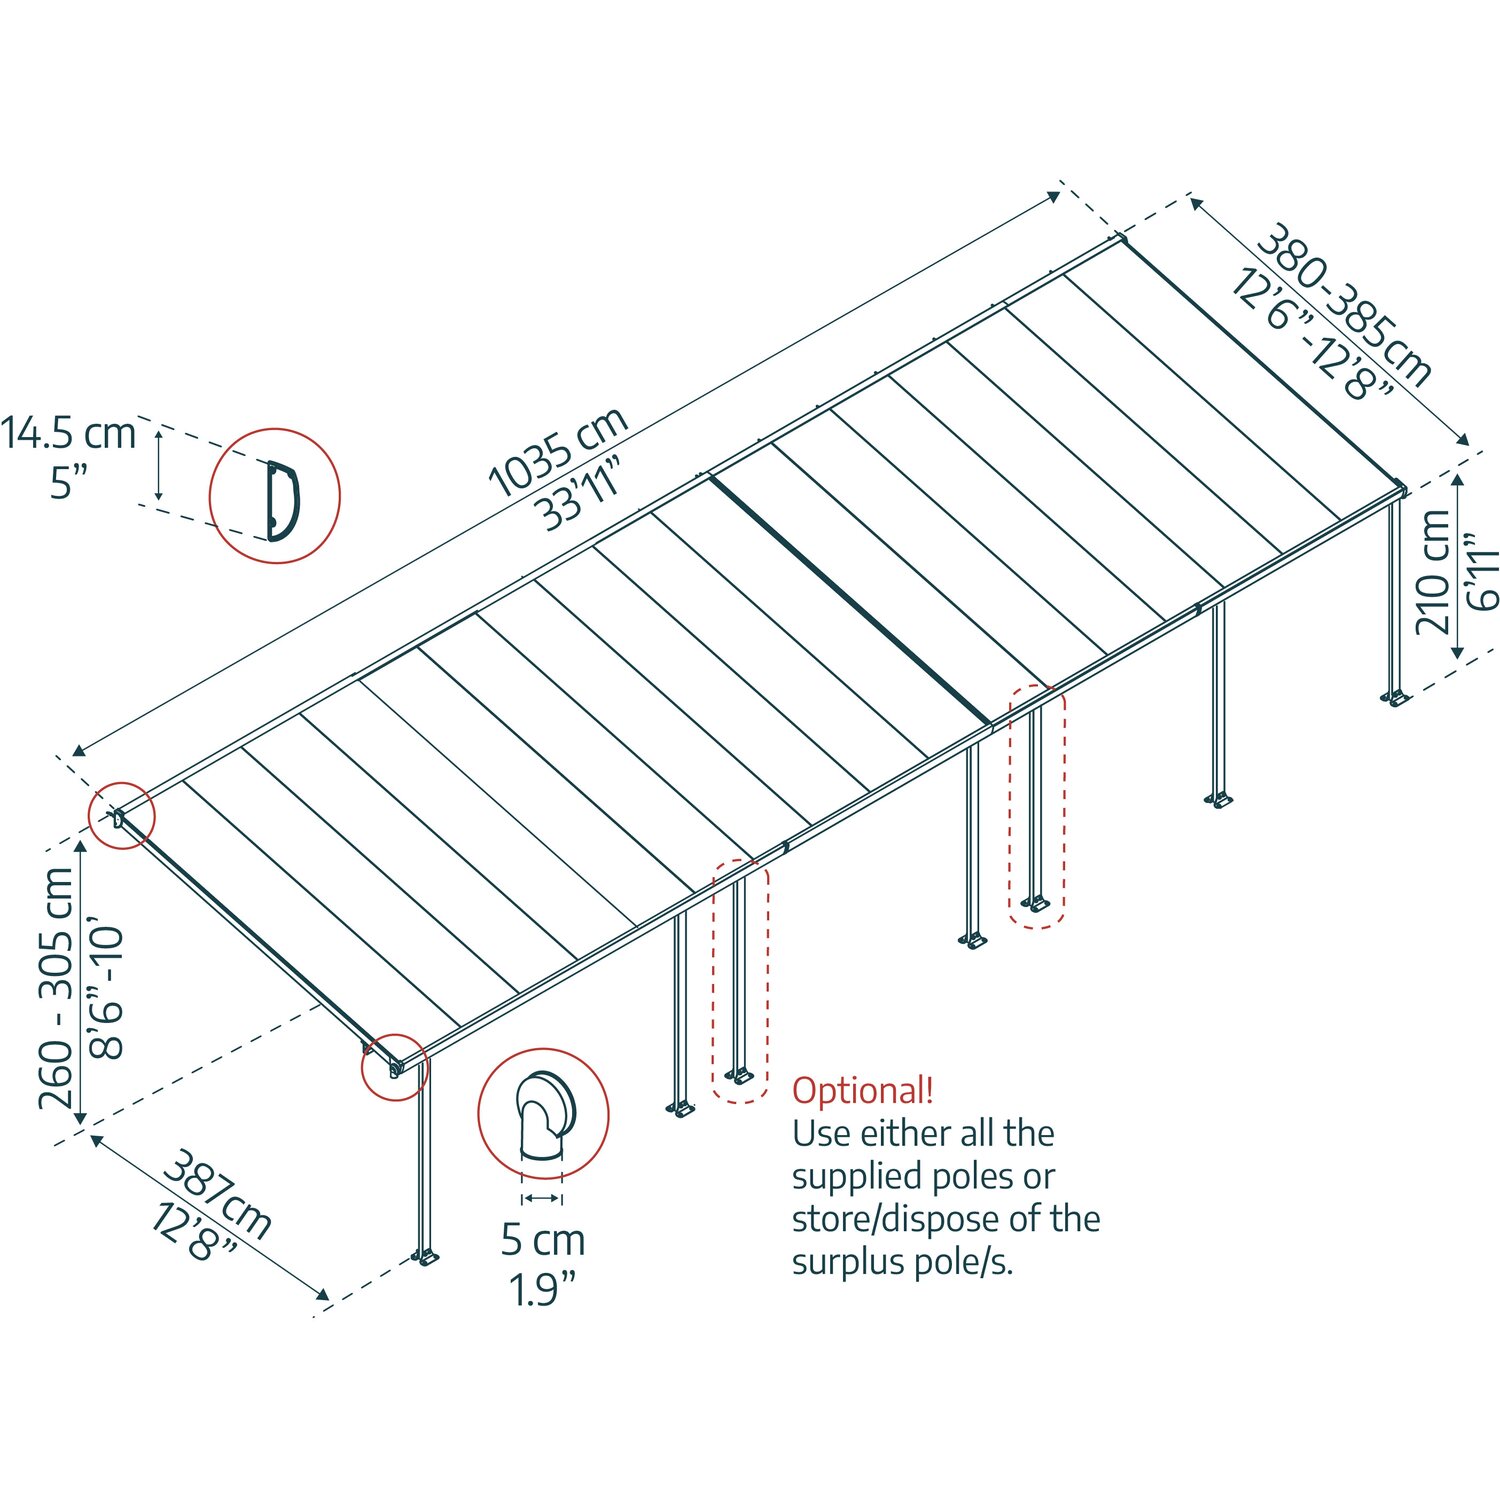 380-385cm
12’6”-12’8”
1035 cm
33’11”
14.5 cm
5”
210 cm
6’11”
260 - 305 cm
8’6”-10’
387cm
12’8”
5 cm
1.9”
Optional!
Use either all the
supplied poles or
store/dispose of the
surplus pole/s.